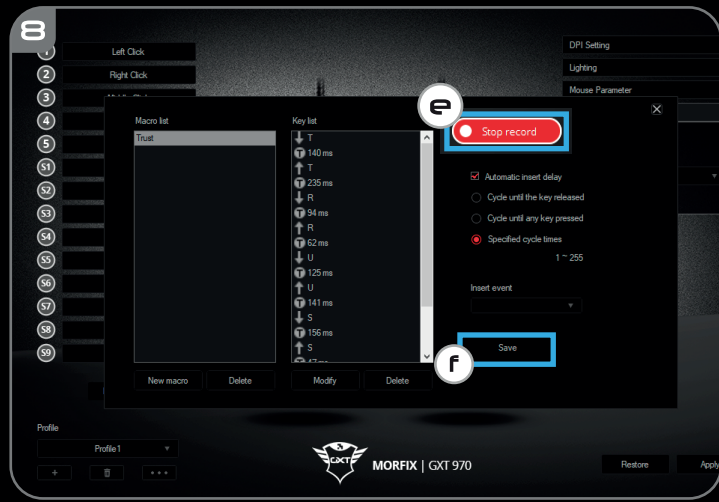 8
1 Left Click
DPI Setting
2 Right Click
Lighting
3
Mouse Parameter
e
4 Macro list
Key list
Stop record
Trust
T
5
T 140 ms
T
Automatic insert delay
S1
T 235 ms
R
Cycle until the key released
S2
T 94 ms
Cycle until any key pressed
S3
R
Specified cycle times
S4
T 62 ms
U
1 ~ 255
S5
T 125 ms
U
Insert event
S6
T 141 ms
S7
S
T 156 ms
S8
S
Save
S9
f
New macro
Delete
Modify
Delete
Profile
Profile1
+
GXT
MORFIX | GXT 970
Restore
Apply